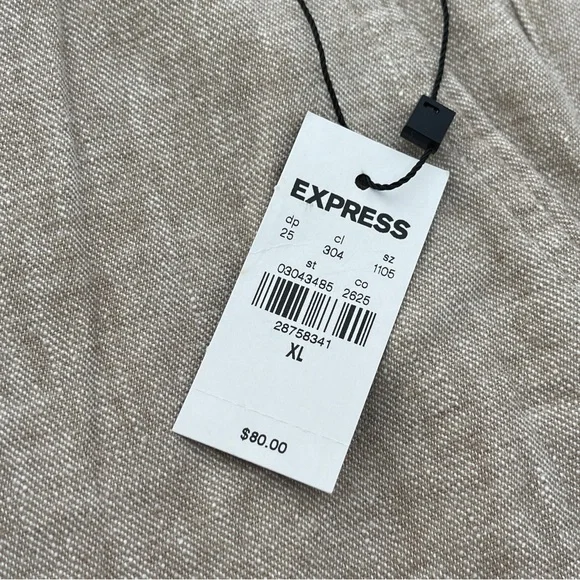 EXPRESS
dp cl sz
25 304 1105
st co
03043485 2625
28758341
XL
$80.00